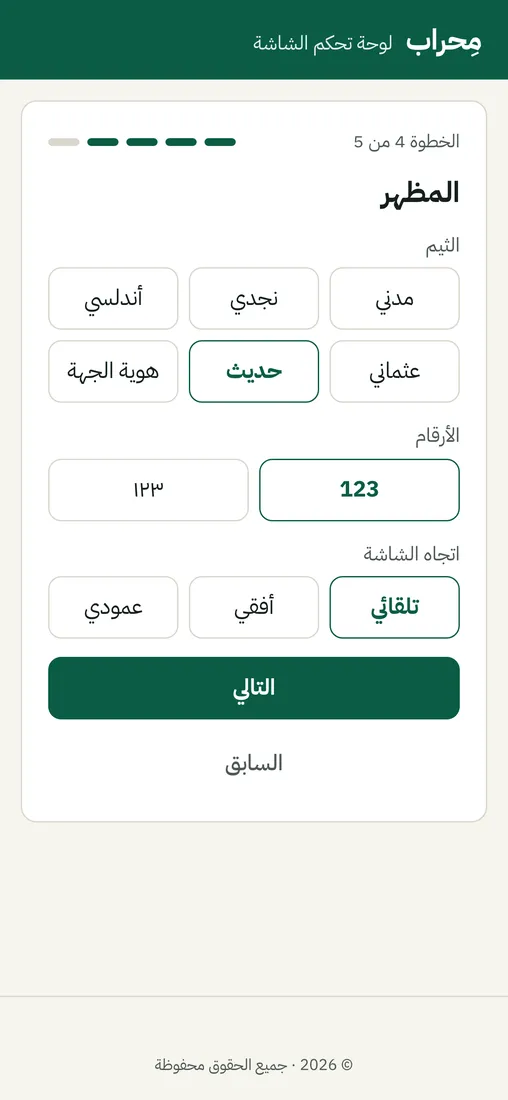 مِحراب لوحة تحكم الشاشة
الخطوة 4 من 5
المظهر
الثيم
مدني نجدي أندلسي
عثماني حديث هوية الجهة
الأرقام
123 ١٢٣
اتجاه الشاشة
تلقائي أفقي عمودي
التالي
السابق
© 2026 · جميع الحقوق محفوظة